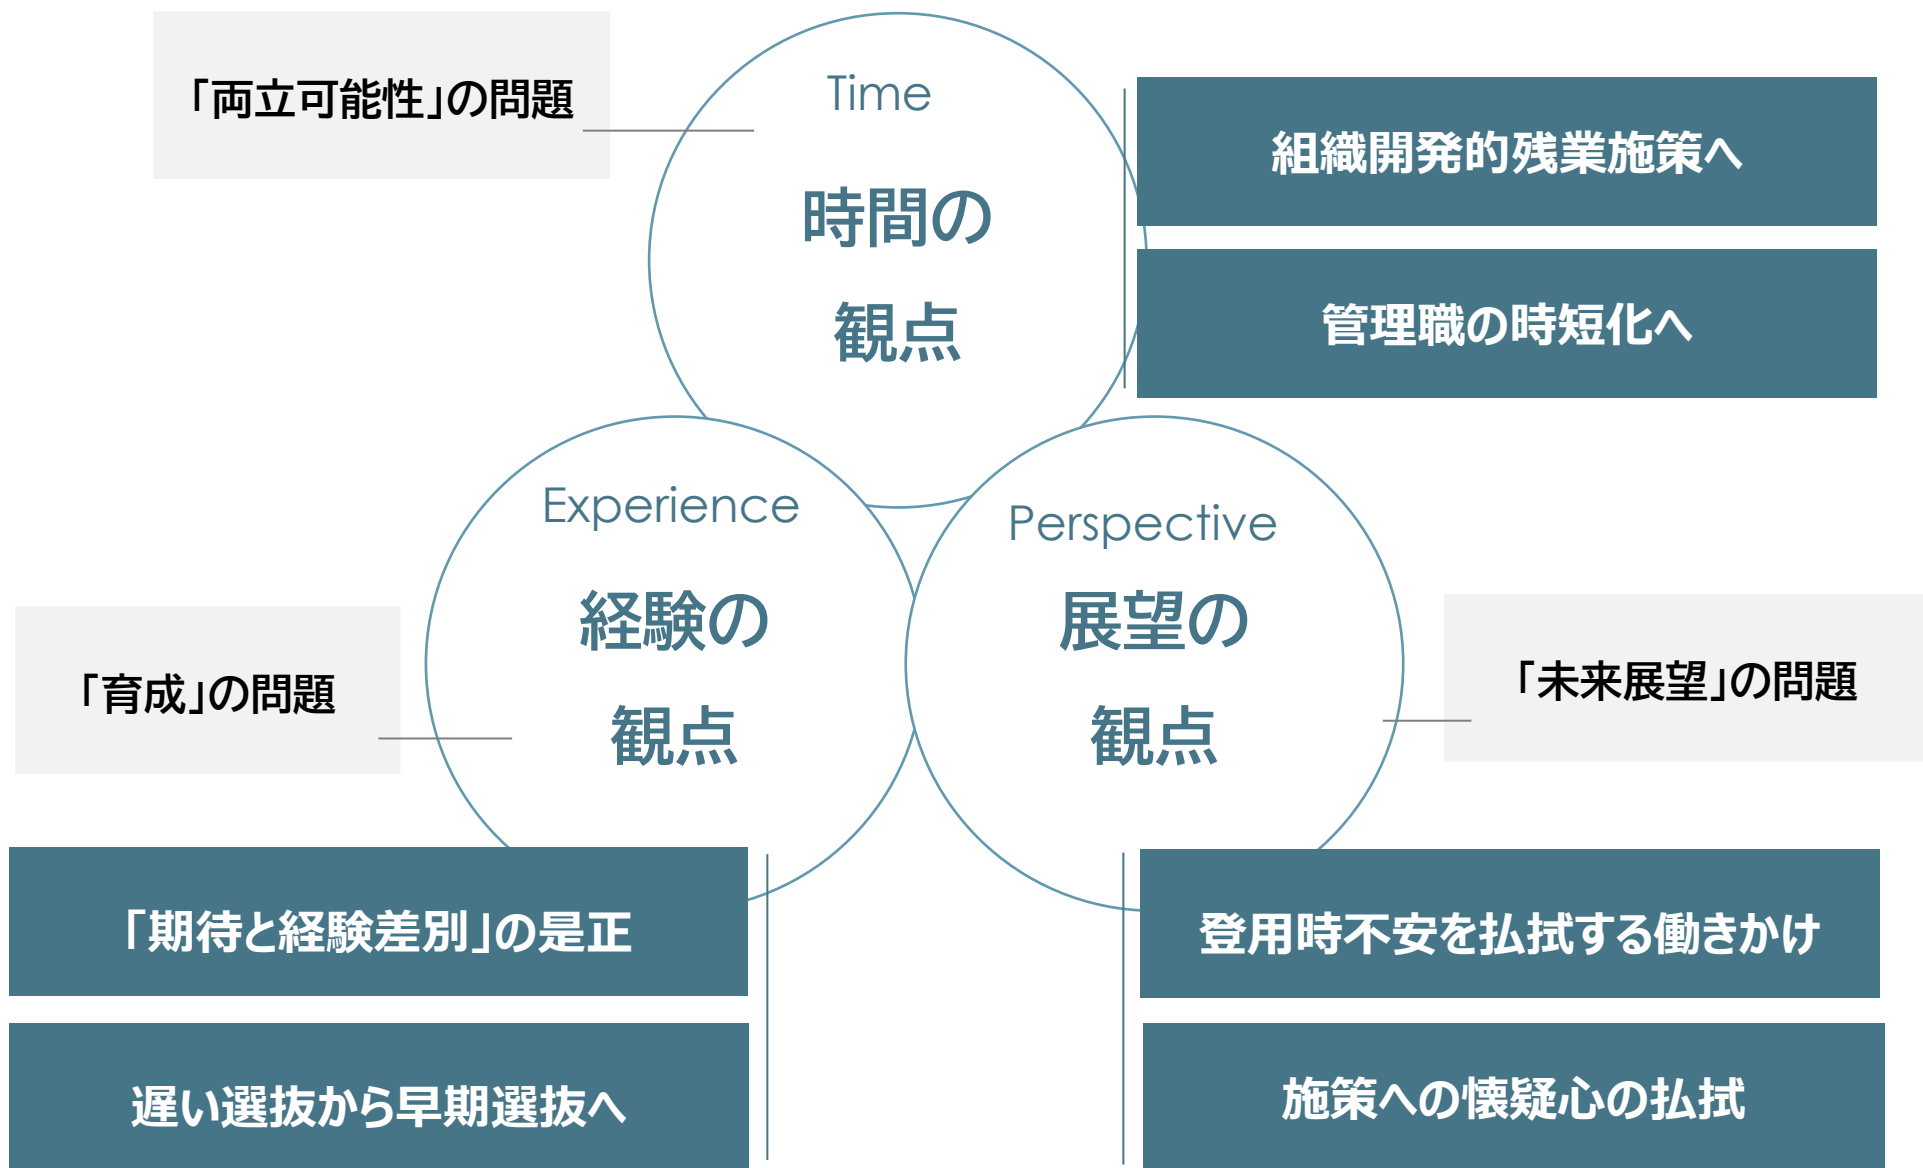 「両立可能性」の問題
Time
時間の
観点
組織開発的残業施策へ
管理職の時短化へ
Experience
経験の
観点
「育成」の問題
「期待と経験差別」の是正
遅い選抜から早期選抜へ
Perspective
展望の
観点
「未来展望」の問題
登用時不安を払拭する働きかけ
施策への懐疑心の払拭